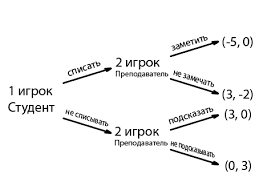 заметить
(-5, 0)
2 игрок
Преподаватель
списать
не замечать
(3, -2)
1 игрок
Студент
не списывать
подсказать
(3, 0)
2 игрок
Преподаватель
не подсказывать
(0, 3)